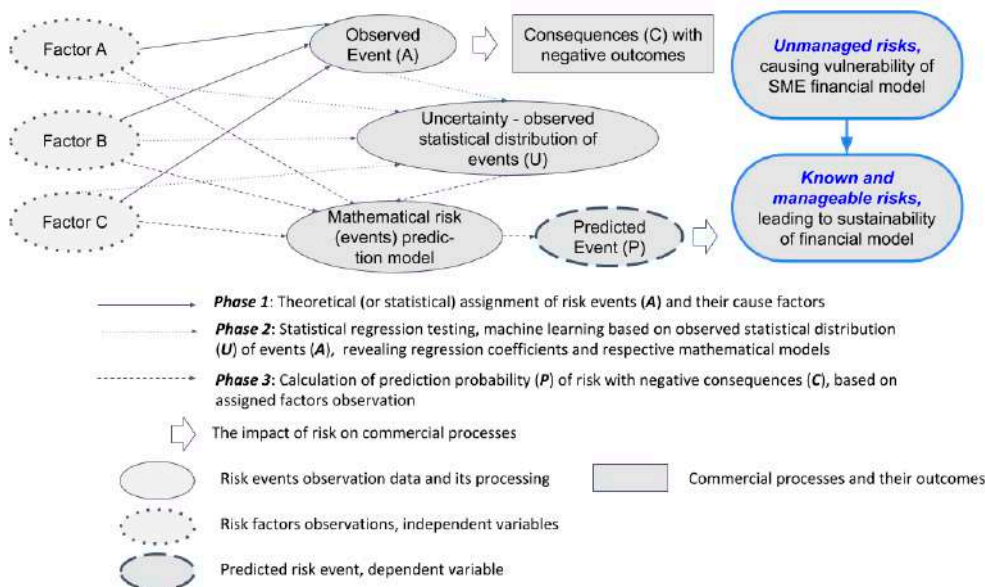 Factor A
Observed
Event (A)
Consequences (C) with
negative outcomes
Unmanaged risks,
causing vulnerability of
SME financial model
Factor B
Uncertainty - observed
statistical distribution of
events (U)
Known and
manageable risks,
leading to sustainability
of financial model
Factor C
Mathematical risk
(events) predic-
tion model
Predicted
Event (P)
Phase 1: Theoretical (or statistical) assignment of risk events (A) and their cause factors
Phase 2: Statistical regression testing, machine learning based on observed statistical distribution
(U) of events (A), revealing regression coefficients and respective mathematical models
Phase 3: Calculation of prediction probability (P) of risk with negative consequences (C), based on
assigned factors observation
The impact of risk on commercial processes
Risk events observation data and its processing
Commercial processes and their outcomes
Risk factors observations, independent variables
Predicted risk event, dependent variable